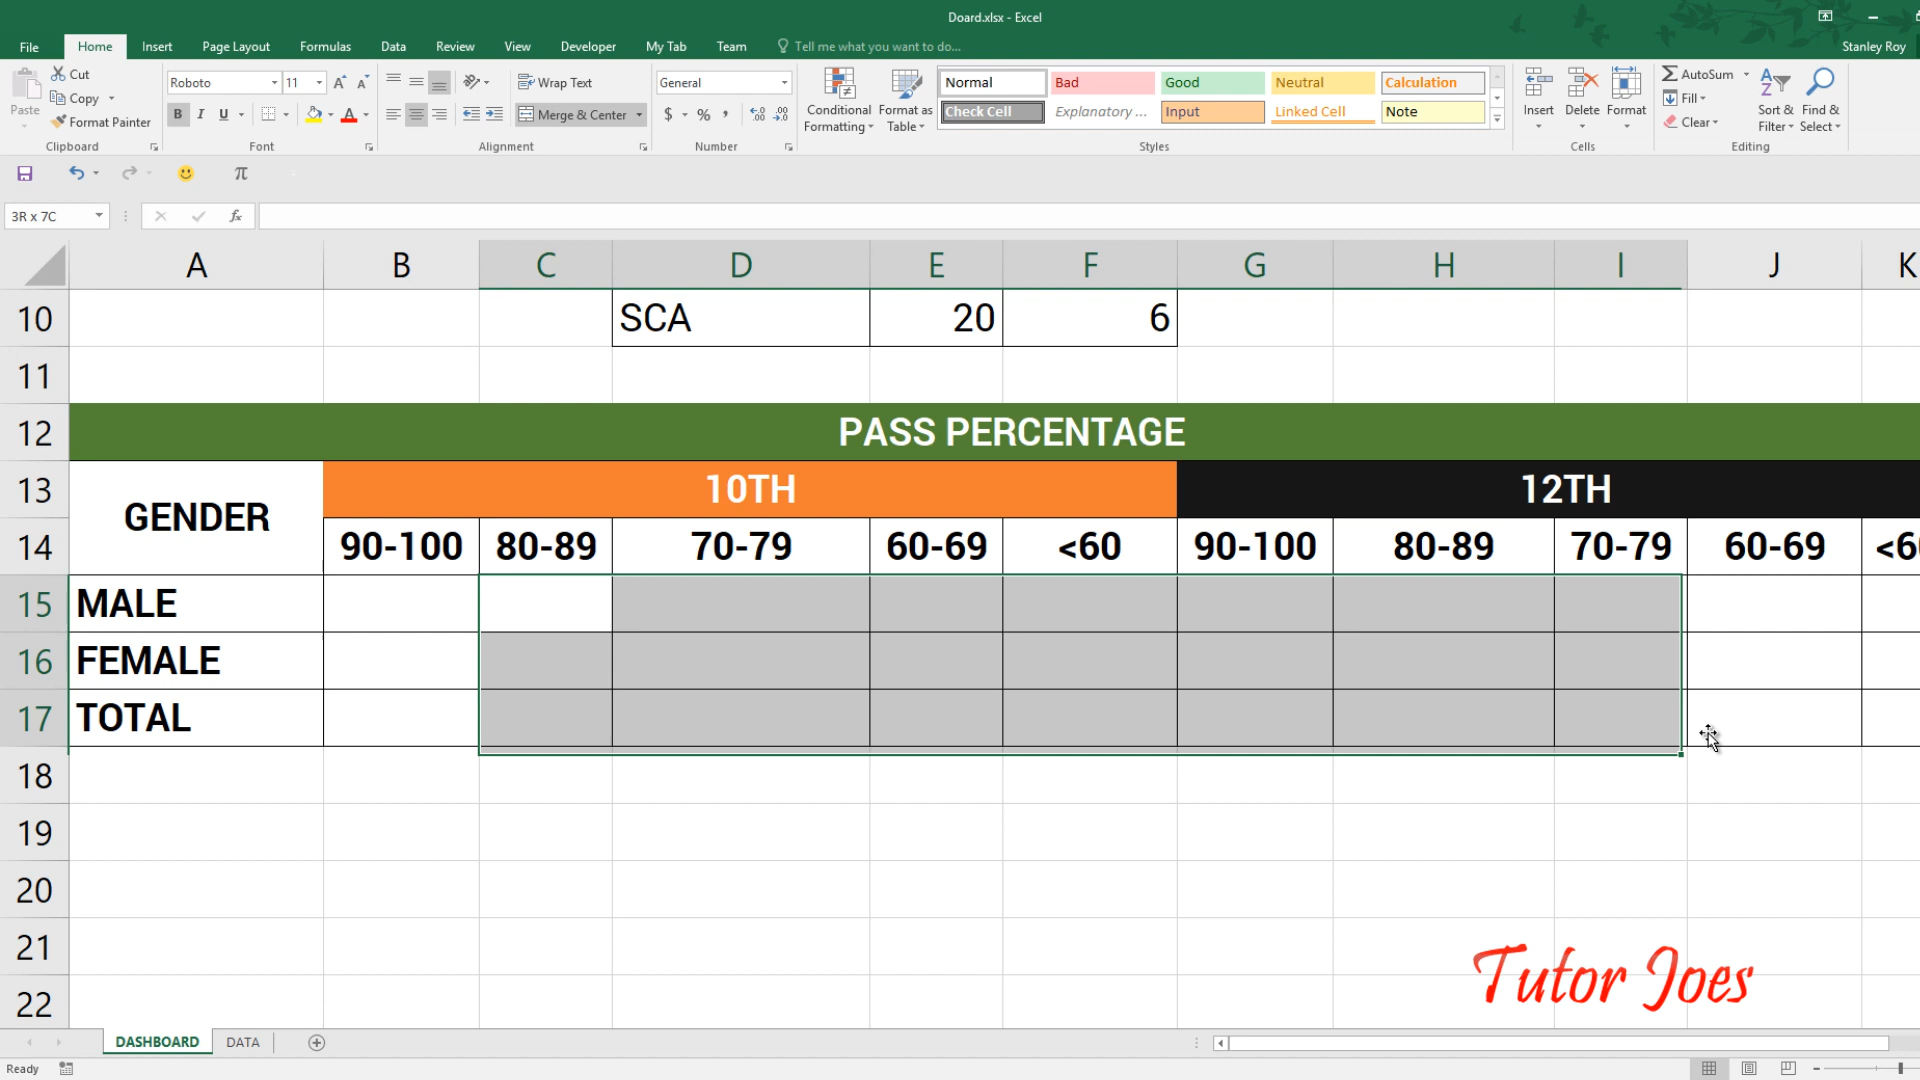 Doard.xlsx - Excel
File Home Insert Page Layout Formulas Data Review View Developer My Tab Team Tell me what you want to do... Stanley Roy
Paste
Cut
Copy
Format Painter
Clipboard
Roboto 11
B I U
Font
Wrap Text
Merge & Center
Alignment
General
$ % ,
Number
Conditional Formatting
Format as Table
Normal Bad Good Neutral Calculation
Check Cell Explanatory ... Input Linked Cell Note
Styles
Insert Delete Format
Cells
AutoSum
Fill
Clear
Sort & Filter
Find & Select
Editing
π
3R x 7C fx
A B C D E F G H I J K
10 SCA 20 6
11
12 PASS PERCENTAGE
13 GENDER 10TH 12TH
14 90-100 80-89 70-79 60-69 <60 90-100 80-89 70-79 60-69
15 MALE
16 FEMALE
17 TOTAL
18
19
20
21
22
Tutor Joes
DASHBOARD DATA
Ready